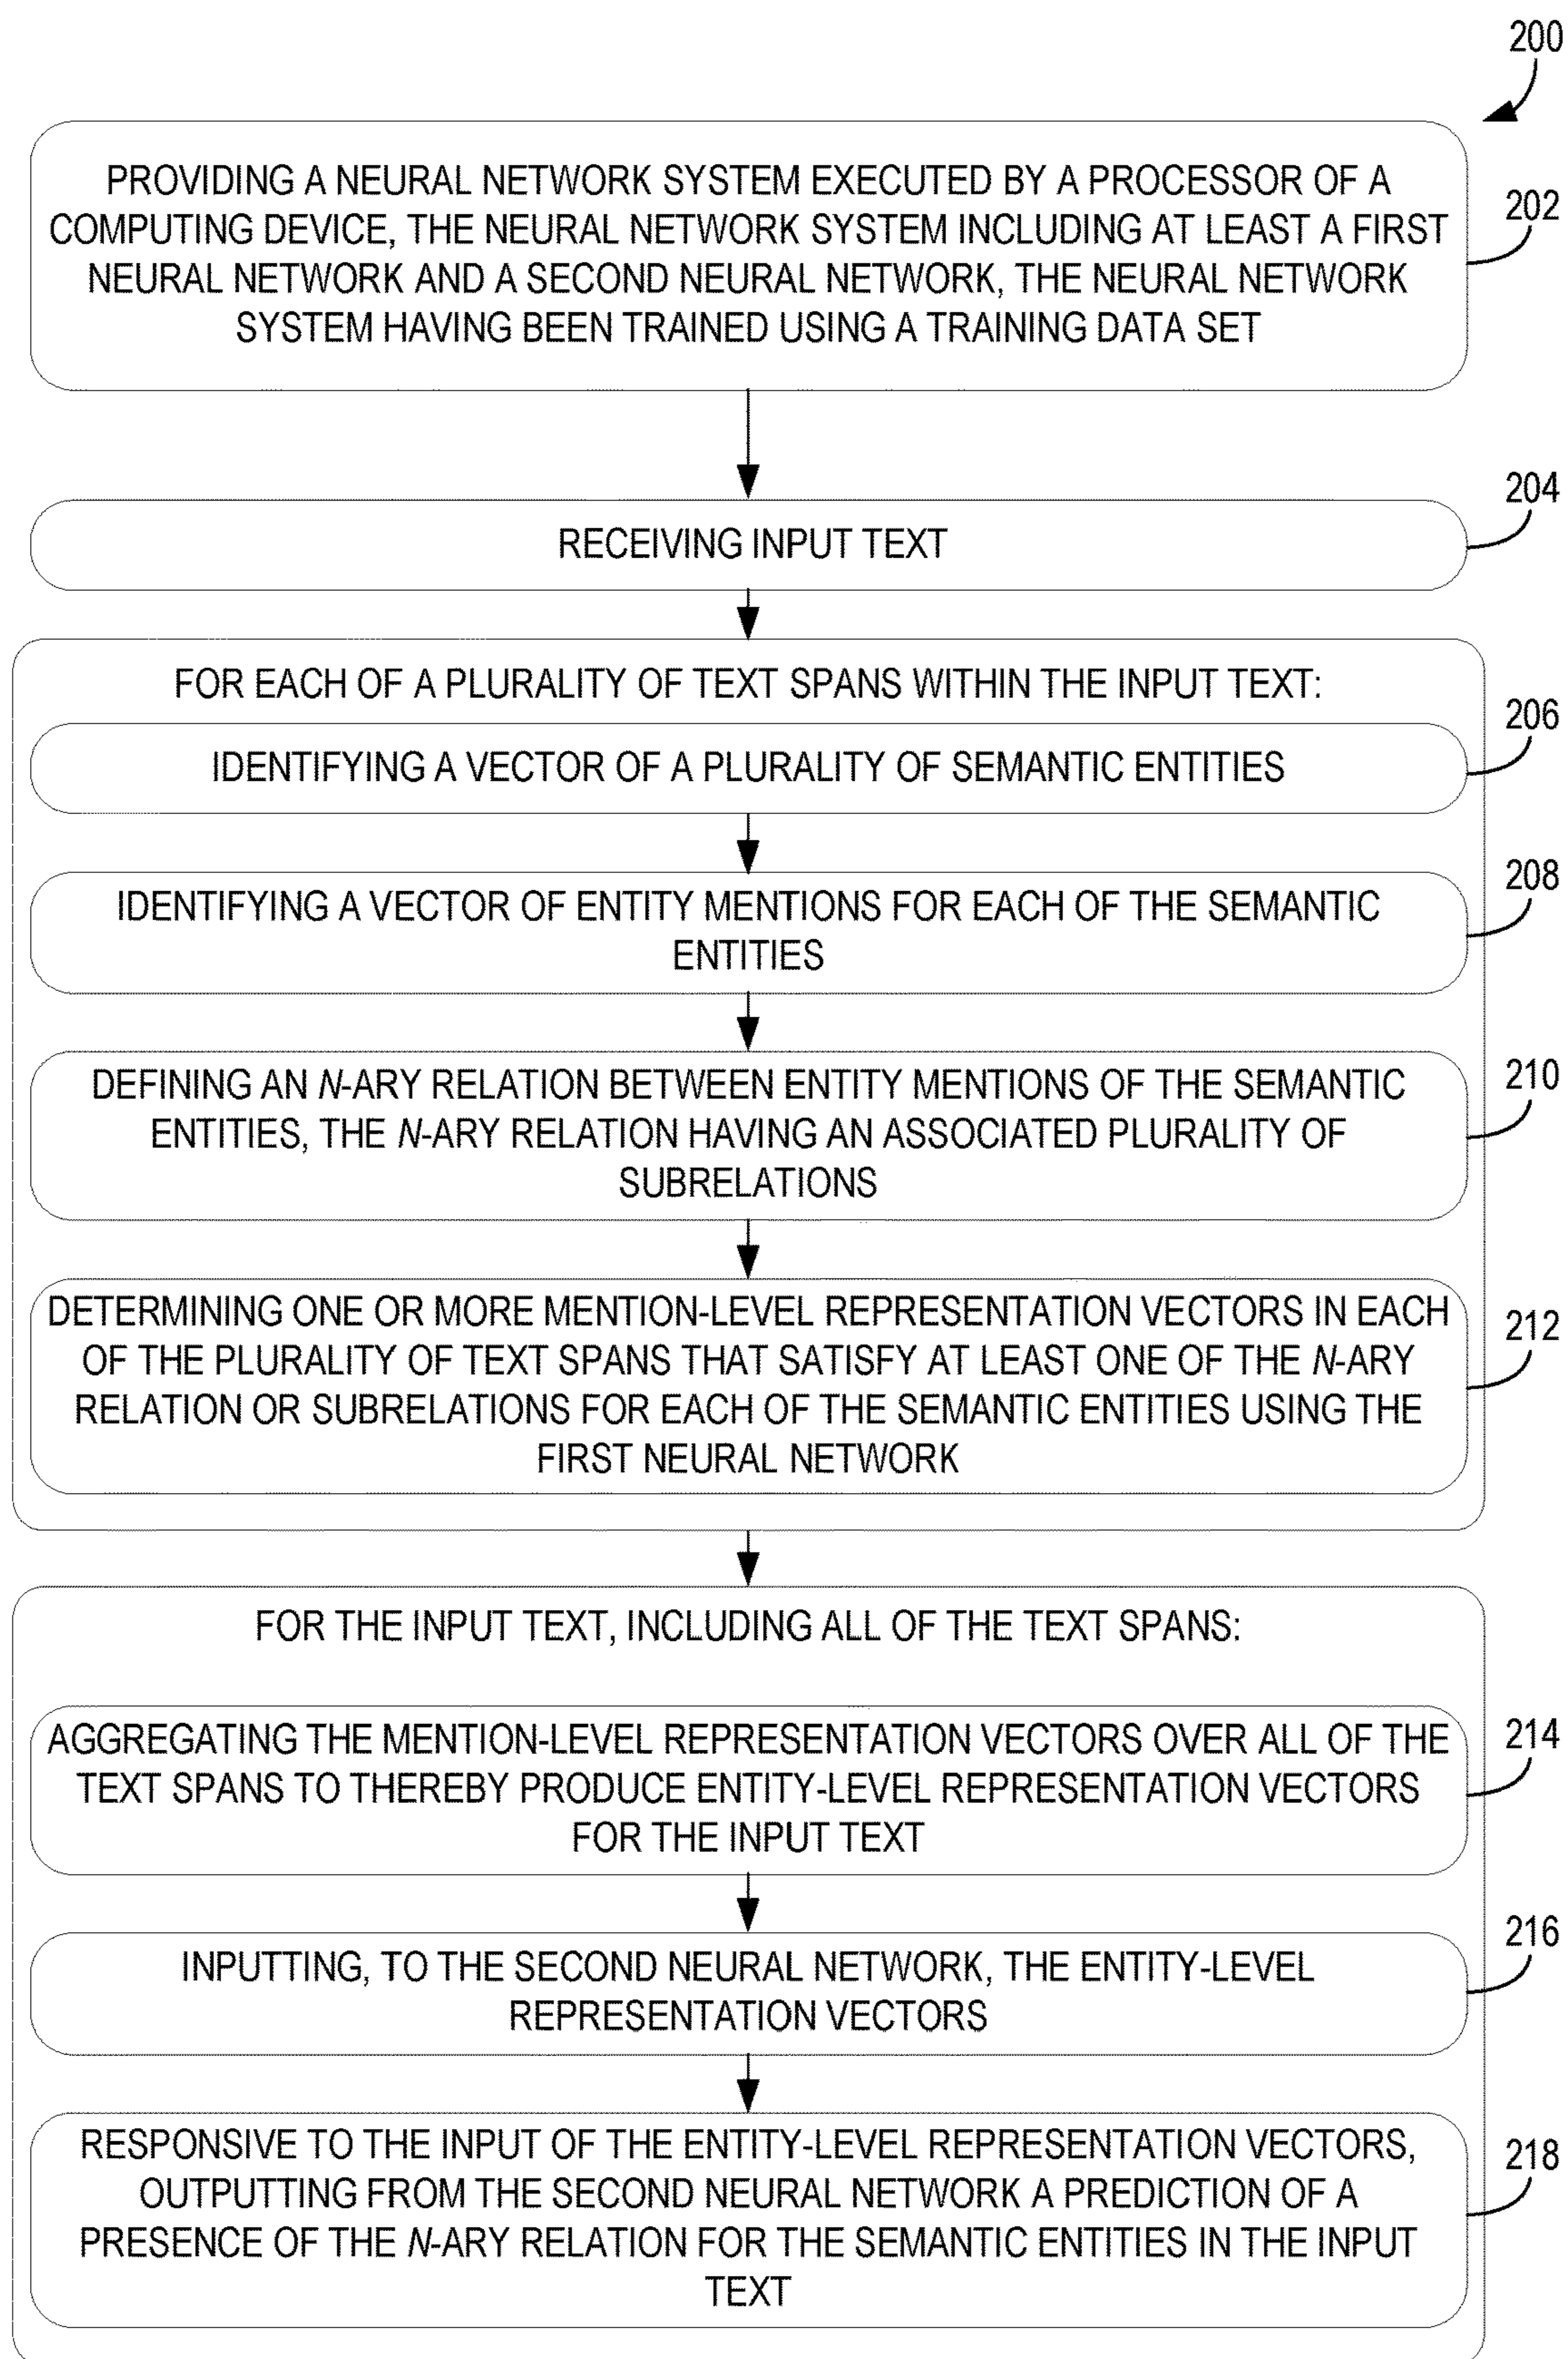 200
PROVIDING A NEURAL NETWORK SYSTEM EXECUTED BY A PROCESSOR OF A
COMPUTING DEVICE, THE NEURAL NETWORK SYSTEM INCLUDING AT LEAST A FIRST
NEURAL NETWORK AND A SECOND NEURAL NETWORK, THE NEURAL NETWORK
SYSTEM HAVING BEEN TRAINED USING A TRAINING DATA SET
202
RECEIVING INPUT TEXT
204
FOR EACH OF A PLURALITY OF TEXT SPANS WITHIN THE INPUT TEXT:
IDENTIFYING A VECTOR OF A PLURALITY OF SEMANTIC ENTITIES
206
IDENTIFYING A VECTOR OF ENTITY MENTIONS FOR EACH OF THE SEMANTIC
ENTITIES
208
DEFINING AN N-ARY RELATION BETWEEN ENTITY MENTIONS OF THE SEMANTIC
ENTITIES, THE N-ARY RELATION HAVING AN ASSOCIATED PLURALITY OF
SUBRELATIONS
210
DETERMINING ONE OR MORE MENTION-LEVEL REPRESENTATION VECTORS IN EACH
OF THE PLURALITY OF TEXT SPANS THAT SATISFY AT LEAST ONE OF THE N-ARY
RELATION OR SUBRELATIONS FOR EACH OF THE SEMANTIC ENTITIES USING THE
FIRST NEURAL NETWORK
212
FOR THE INPUT TEXT, INCLUDING ALL OF THE TEXT SPANS:
AGGREGATING THE MENTION-LEVEL REPRESENTATION VECTORS OVER ALL OF THE
TEXT SPANS TO THEREBY PRODUCE ENTITY-LEVEL REPRESENTATION VECTORS
FOR THE INPUT TEXT
214
INPUTTING, TO THE SECOND NEURAL NETWORK, THE ENTITY-LEVEL
REPRESENTATION VECTORS
216
RESPONSIVE TO THE INPUT OF THE ENTITY-LEVEL REPRESENTATION VECTORS,
OUTPUTTING FROM THE SECOND NEURAL NETWORK A PREDICTION OF A
PRESENCE OF THE N-ARY RELATION FOR THE SEMANTIC ENTITIES IN THE INPUT
TEXT
218